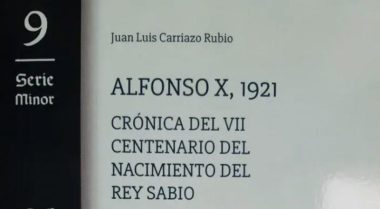 9
Serie
Minor
Juan Luis Carriazo Rubio
ALFONSO X, 1921
CRÓNICA DEL VII
CENTENARIO DEL
NACIMIENTO DEL
REY SABIO